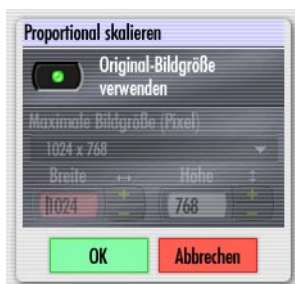 Proportional skalieren
Original-Bildgröße
verwenden
Maximale Bildgröße (Pixel)
1024 x 768
Breite ↔ Höhe ↕
1024 + - 768 + -
OK Abbrechen